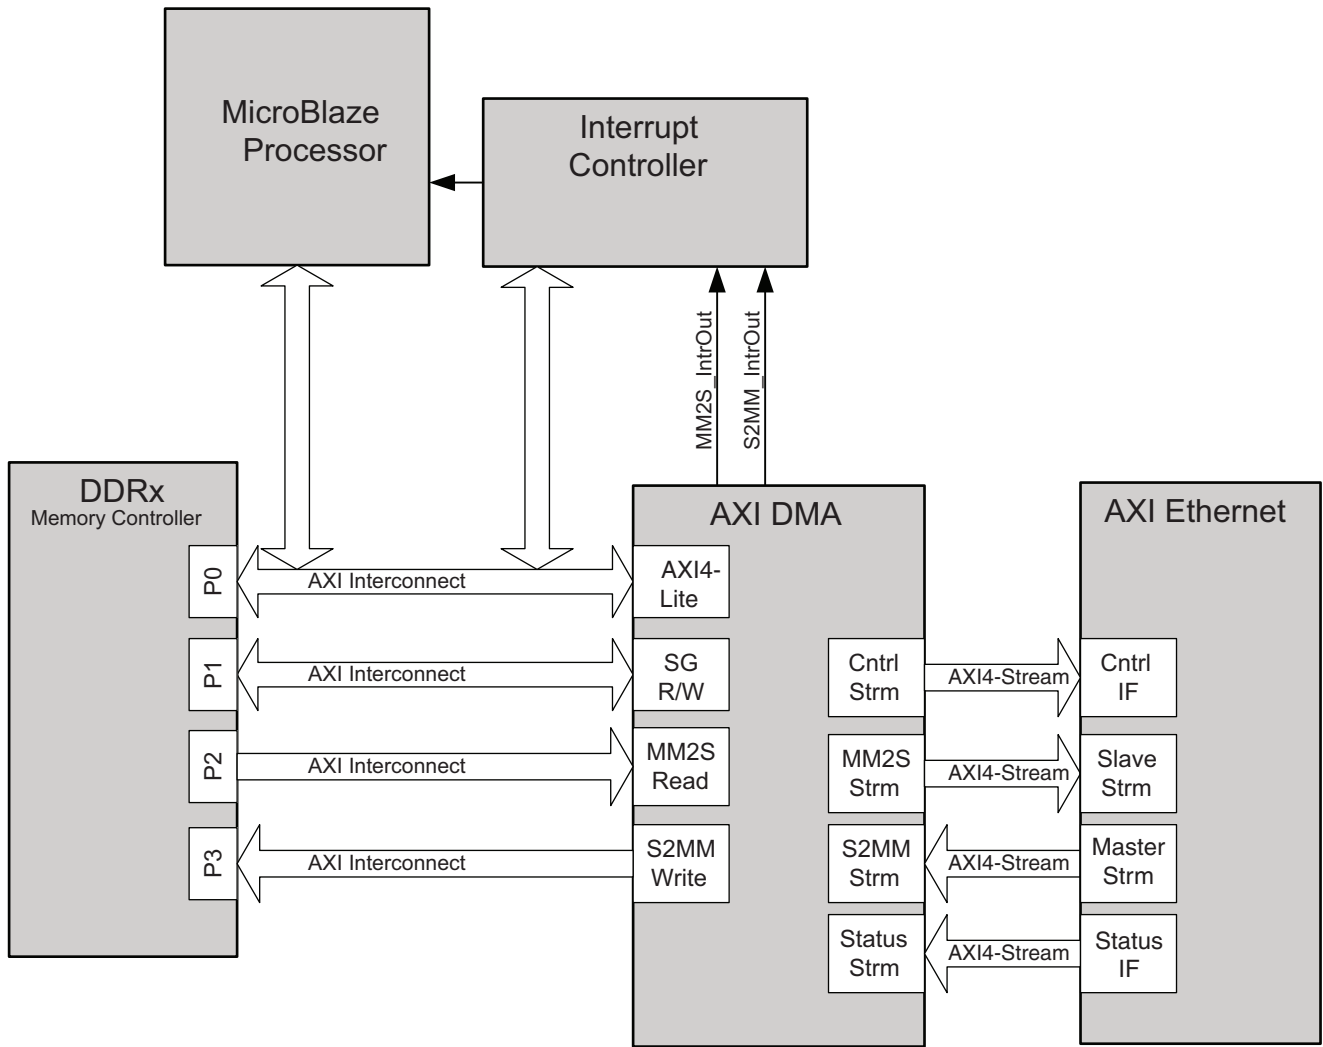 MicroBlaze
Processor
Interrupt
Controller
MM2S_IntrOut
S2MM_IntrOut
DDRx
Memory Controller
AXI DMA
AXI Ethernet
P0
AXI Interconnect
AXI4-
Lite
P1
AXI Interconnect
SG
R/W
Cntrl
Strm
AXI4-Stream
Cntrl
IF
P2
AXI Interconnect
MM2S
Read
MM2S
Strm
AXI4-Stream
Slave
Strm
P3
AXI Interconnect
S2MM
Write
S2MM
Strm
AXI4-Stream
Master
Strm
Status
Strm
AXI4-Stream
Status
IF